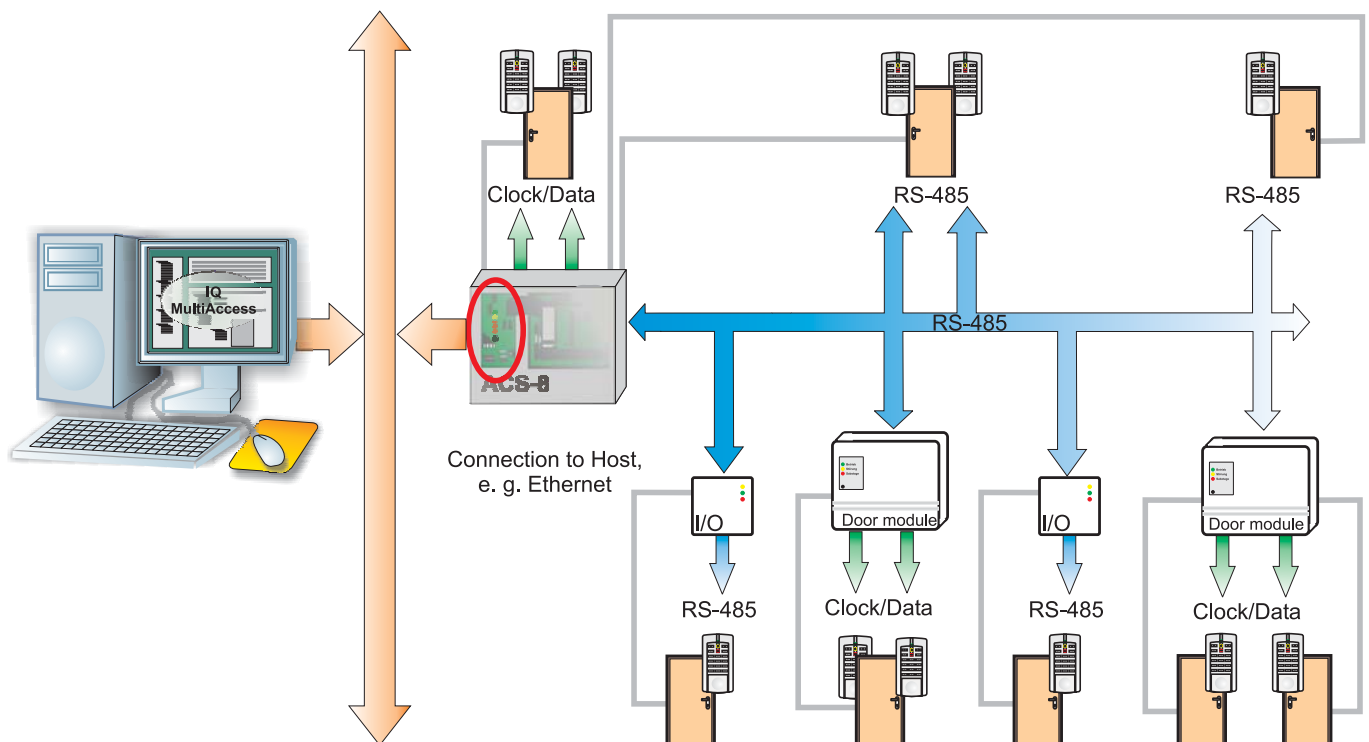 Clock/Data
RS-485
RS-485
IQ
MultiAccess
RS-485
ACS-8
Connection to Host,
e. g. Ethernet
I/O
Door module
I/O
Door module
RS-485
Clock/Data
RS-485
Clock/Data